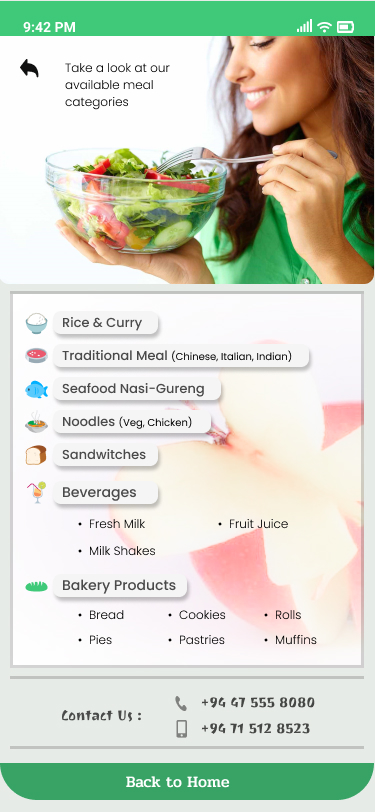 9:42 PM
Take a look at our
available meal
categories
Rice & Curry
Traditional Meal (Chinese, Italian, Indian)
Seafood Nasi-Gureng
Noodles (Veg, Chicken)
Sandwitches
Beverages
• Fresh Milk • Fruit Juice
• Milk Shakes
Bakery Products
• Bread • Cookies • Rolls
• Pies • Pastries • Muffins
Contact Us :
+94 47 555 8080
+94 71 512 8523
Back to Home